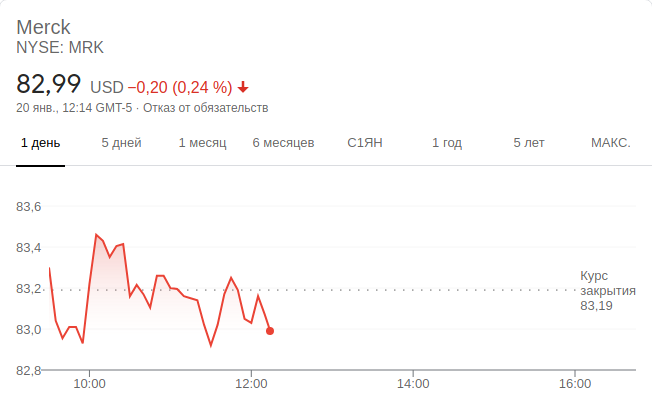 Merck
NYSE: MRK
82,99 USD −0,20 (0,24 %)
20 янв., 12:14 GMT-5 · Отказ от обязательств
1 день 5 дней 1 месяц 6 месяцев С1ЯН 1 год 5 лет МАКС.
83,6
83,4
83,2
83,0
82,8
Курс
закрытия
83,19
10:00 12:00 14:00 16:00